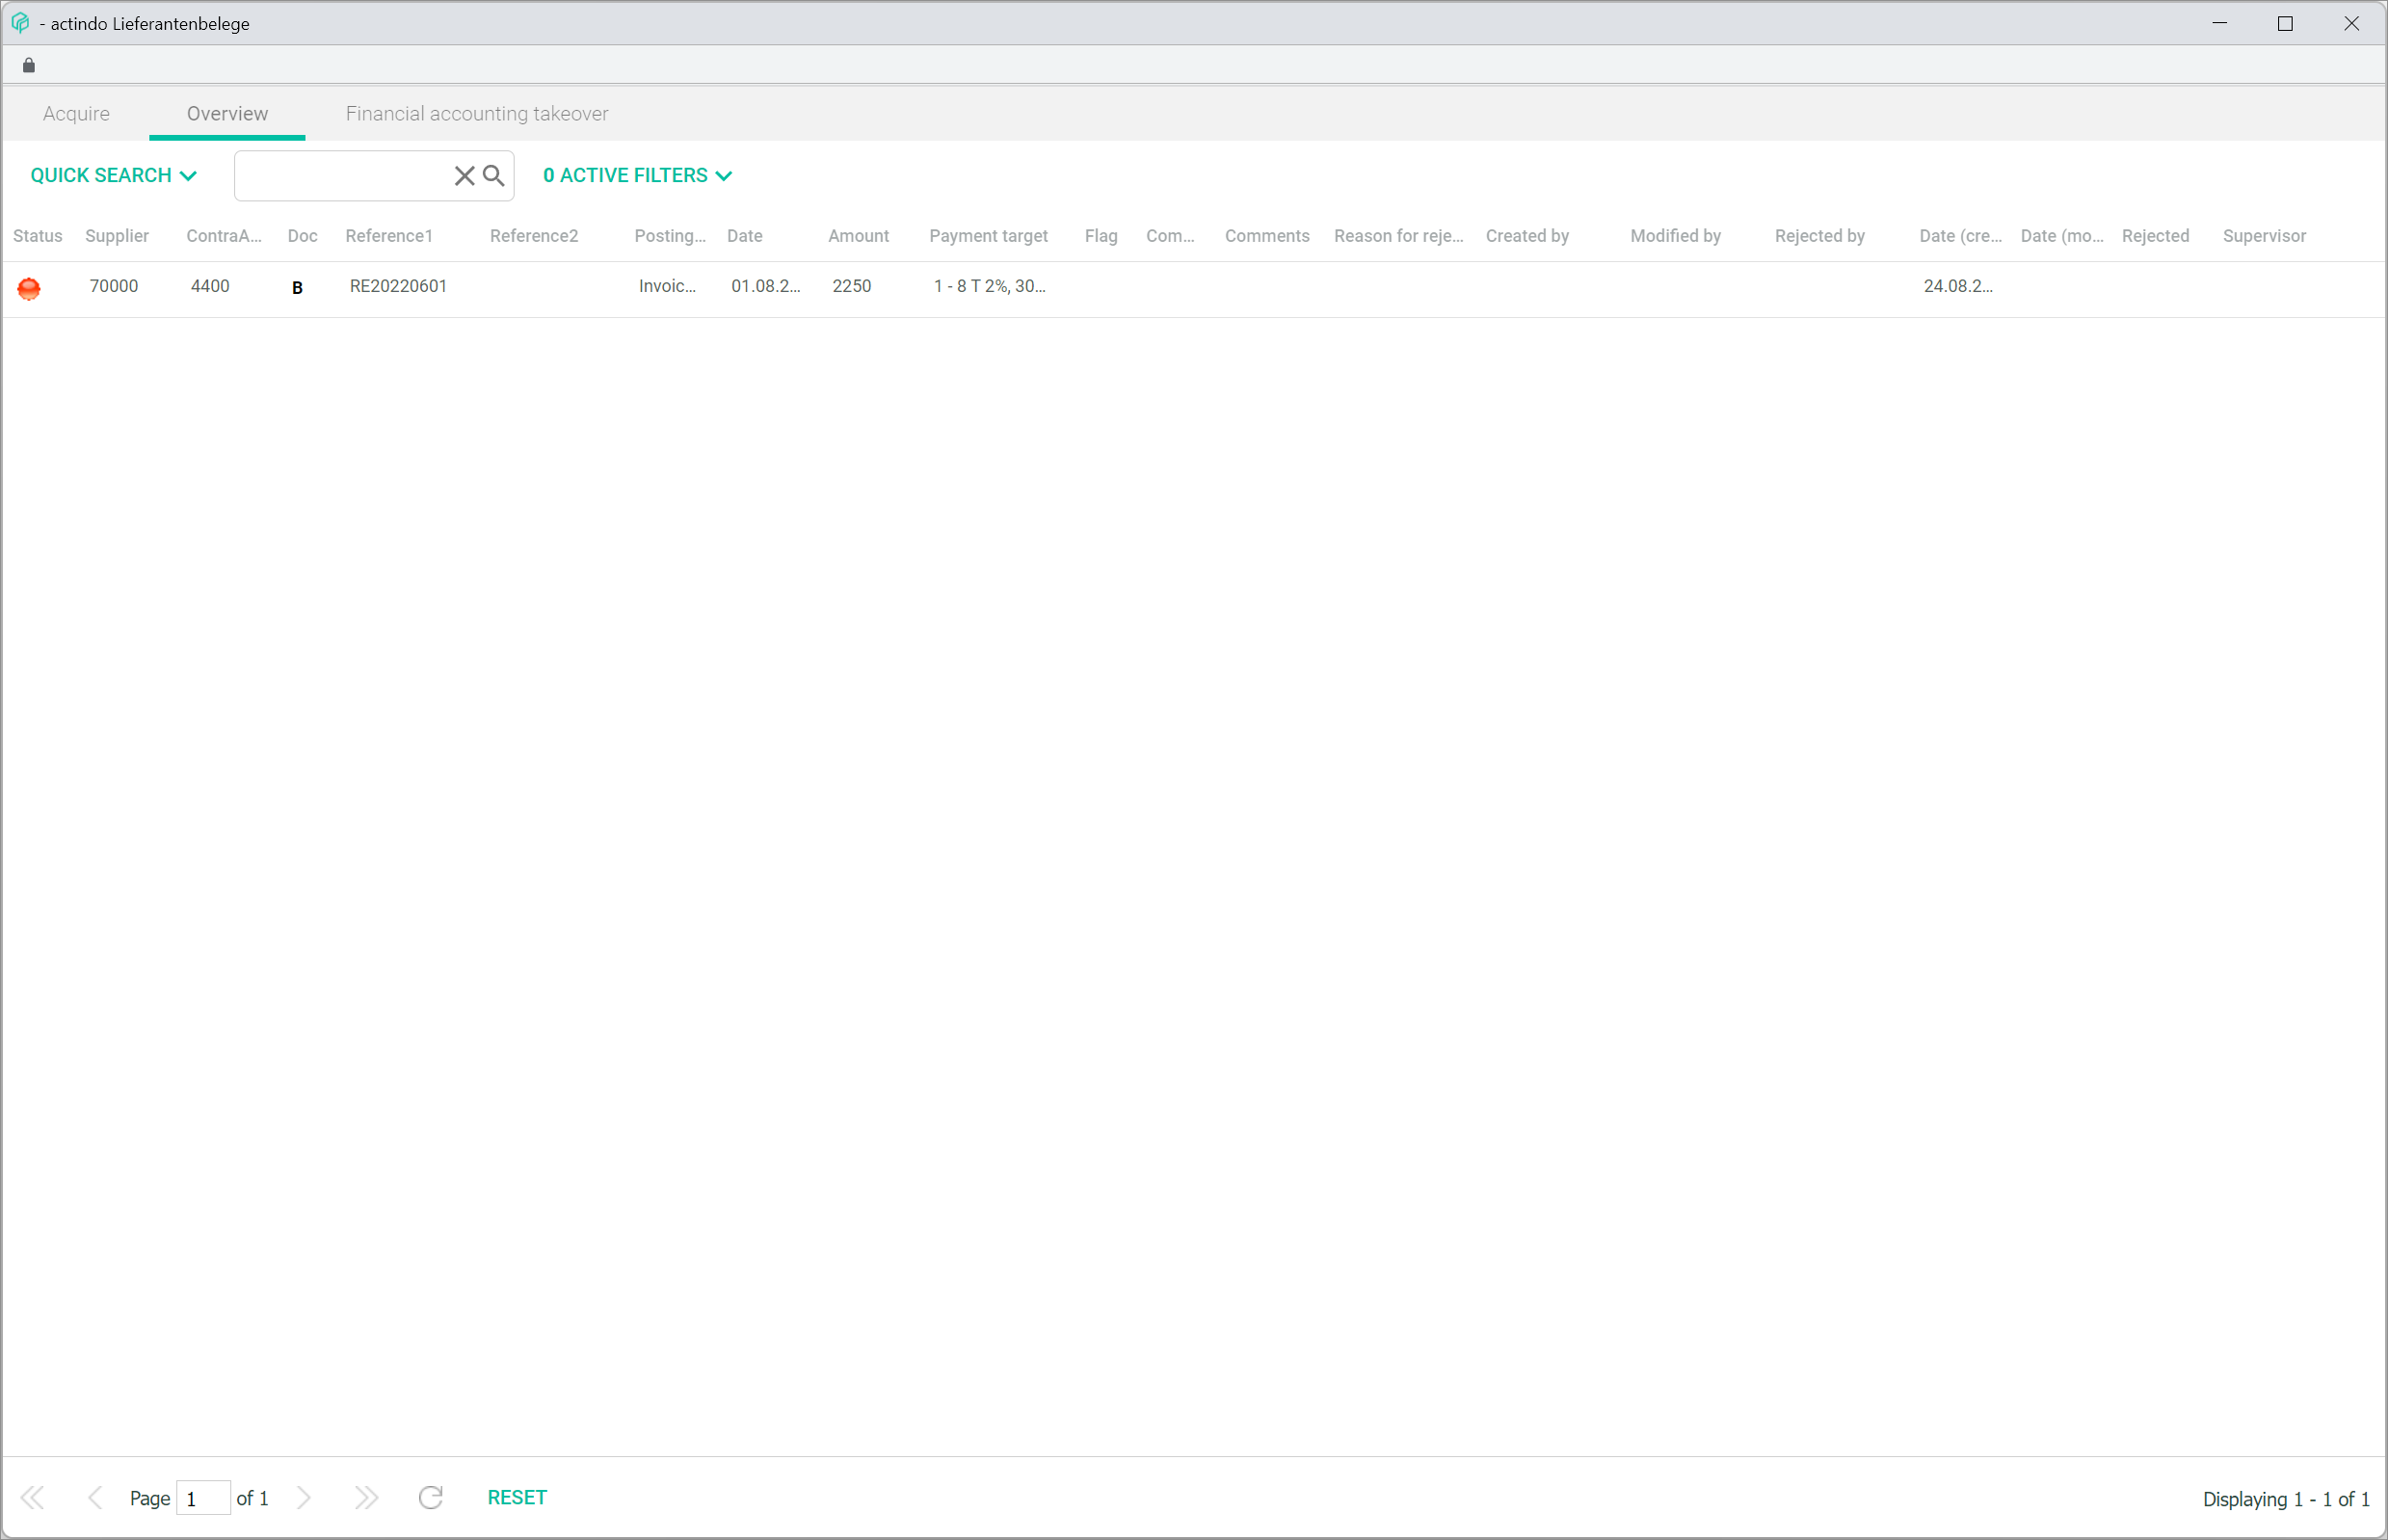 - actindo Lieferantenbelege
Acquire Overview Financial accounting takeover
QUICK SEARCH 0 ACTIVE FILTERS
Status Supplier ContraA... Doc Reference1 Reference2 Posting... Date Amount Payment target Flag Com... Comments Reason for reje... Created by Modified by Rejected by Date (cre... Date (mo... Rejected Supervisor
70000 4400 B RE20220601 Invoic... 01.08.2... 2250 1 - 8 T 2%, 30... 24.08.2...
Page 1 of 1 RESET Displaying 1 - 1 of 1